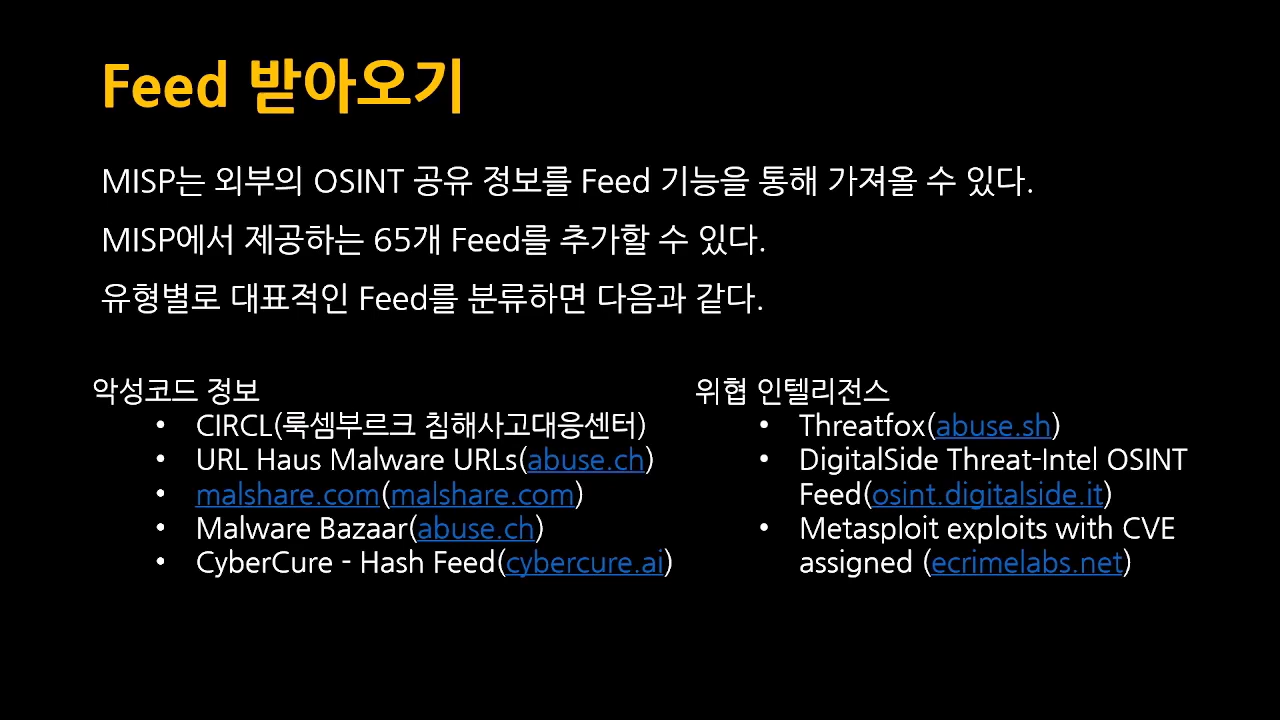 Feed 받아오기
MISP는 외부의 OSINT 공유 정보를 Feed 기능을 통해 가져올 수 있다.
MISP에서 제공하는 65개 Feed를 추가할 수 있다.
유형별로 대표적인 Feed를 분류하면 다음과 같다.
악성코드 정보
• CIRCL(룩셈부르크 침해사고대응센터)
• URL Haus Malware URLs(abuse.ch)
• malshare.com(malshare.com)
• Malware Bazaar(abuse.ch)
• CyberCure - Hash Feed(cybercure.ai)
위협 인텔리전스
• Threatfox(abuse.sh)
• DigitalSide Threat-Intel OSINT
Feed(osint.digitalside.it)
• Metasploit exploits with CVE
assigned (ecrimelabs.net)